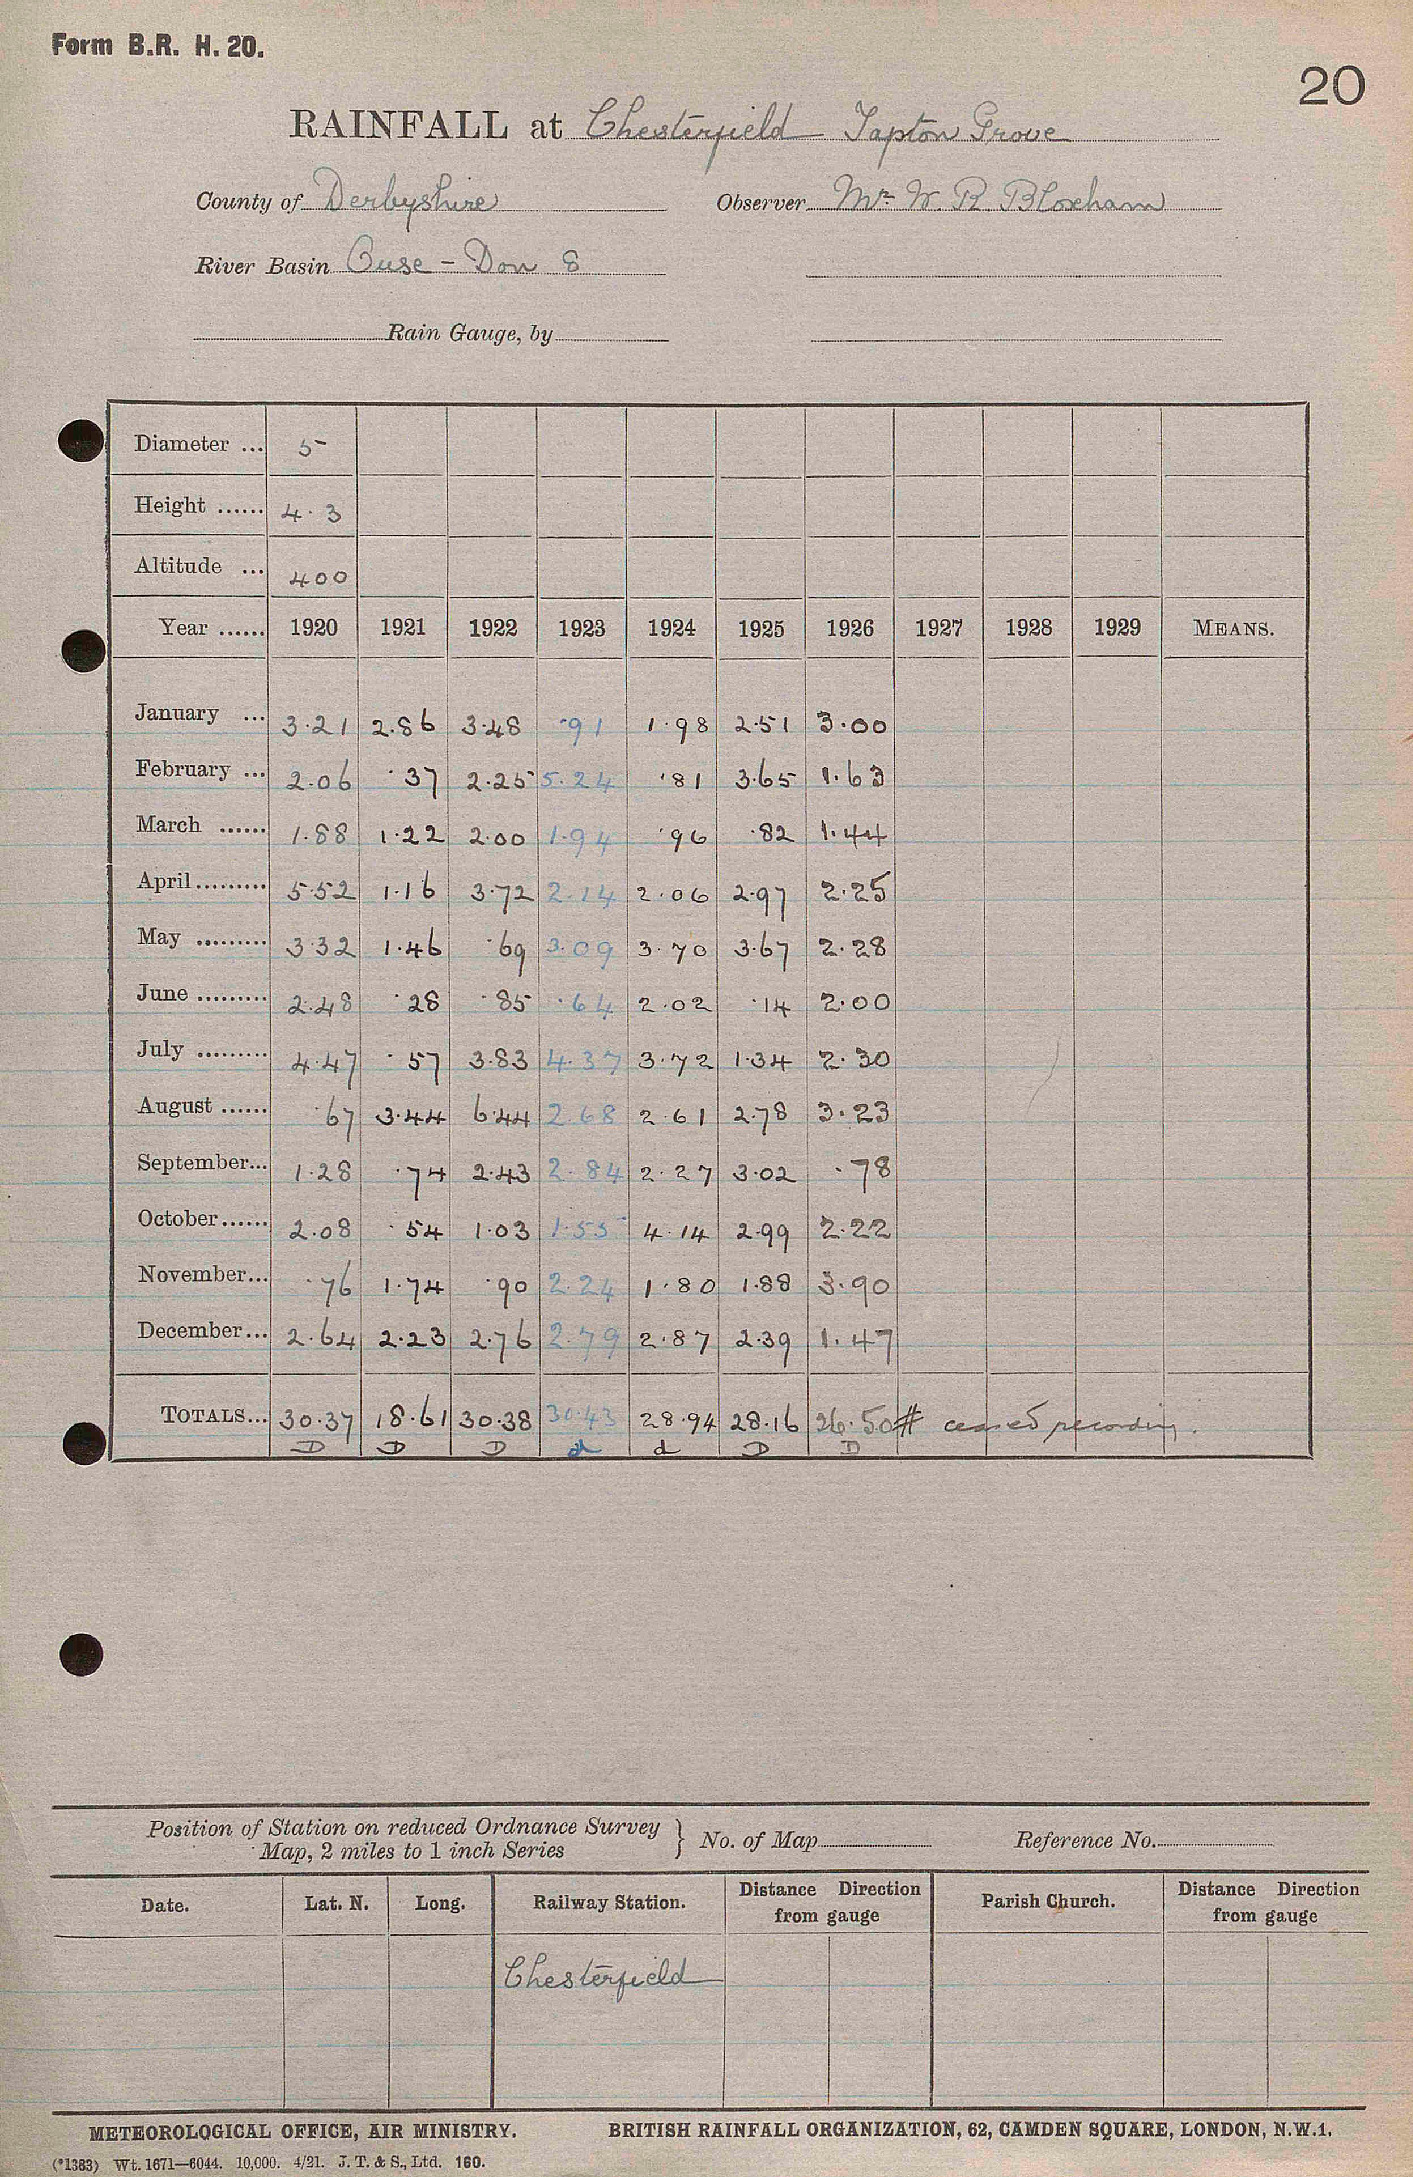 Form B.R. H. 20.
20
RAINFALL at Chesterfield Tapton Grove
County of Derbyshire Observer Mr W. R. Bloxham
River Basin Ouse - Don 8
Rain Gauge, by
Diameter ... 5
Height ...... 4.3
Altitude ... 400
Year ...... 1920 1921 1922 1923 1924 1925 1926 1927 1928 1929 MEANS.
January ... 3.21 2.86 3.48 .91 1.98 2.51 3.00
February ... 2.06 .37 2.25 5.24 .81 3.65 1.63
March ...... 1.88 1.22 2.00 1.94 .96 .82 1.44
April......... 5.52 1.16 3.72 2.14 2.06 2.97 2.25
May ......... 3.32 1.46 .69 3.09 3.70 3.67 2.28
June ......... 2.48 .28 .85 .64 2.02 .14 2.00
July ......... 4.47 .57 3.83 4.37 3.72 1.34 2.30
August ...... .67 3.44 6.44 2.68 2.61 2.78 3.23
September... 1.28 .74 2.43 2.84 2.27 3.02 .78
October...... 2.08 .54 1.03 1.55 4.14 2.99 2.22
November... .76 1.74 .90 2.24 1.80 1.88 3.90
December... 2.64 2.23 2.76 2.79 2.87 2.39 1.47
TOTALS... 30.37 18.61 30.38 30.43 28.94 28.16 26.50 # ceased recording.
D D D d d D D
Position of Station on reduced Ordnance Survey
Map, 2 miles to 1 inch Series } No. of Map Reference No.
Date. Lat. N. Long. Railway Station. Distance Direction from gauge Parish Church. Distance Direction from gauge
Chesterfield
METEOROLOGICAL OFFICE, AIR MINISTRY. BRITISH RAINFALL ORGANIZATION, 62, CAMDEN SQUARE, LONDON, N.W.1.
(*1383) Wt. 1671—6044. 10,000. 4/21. J. T. & S., Ltd. 160.